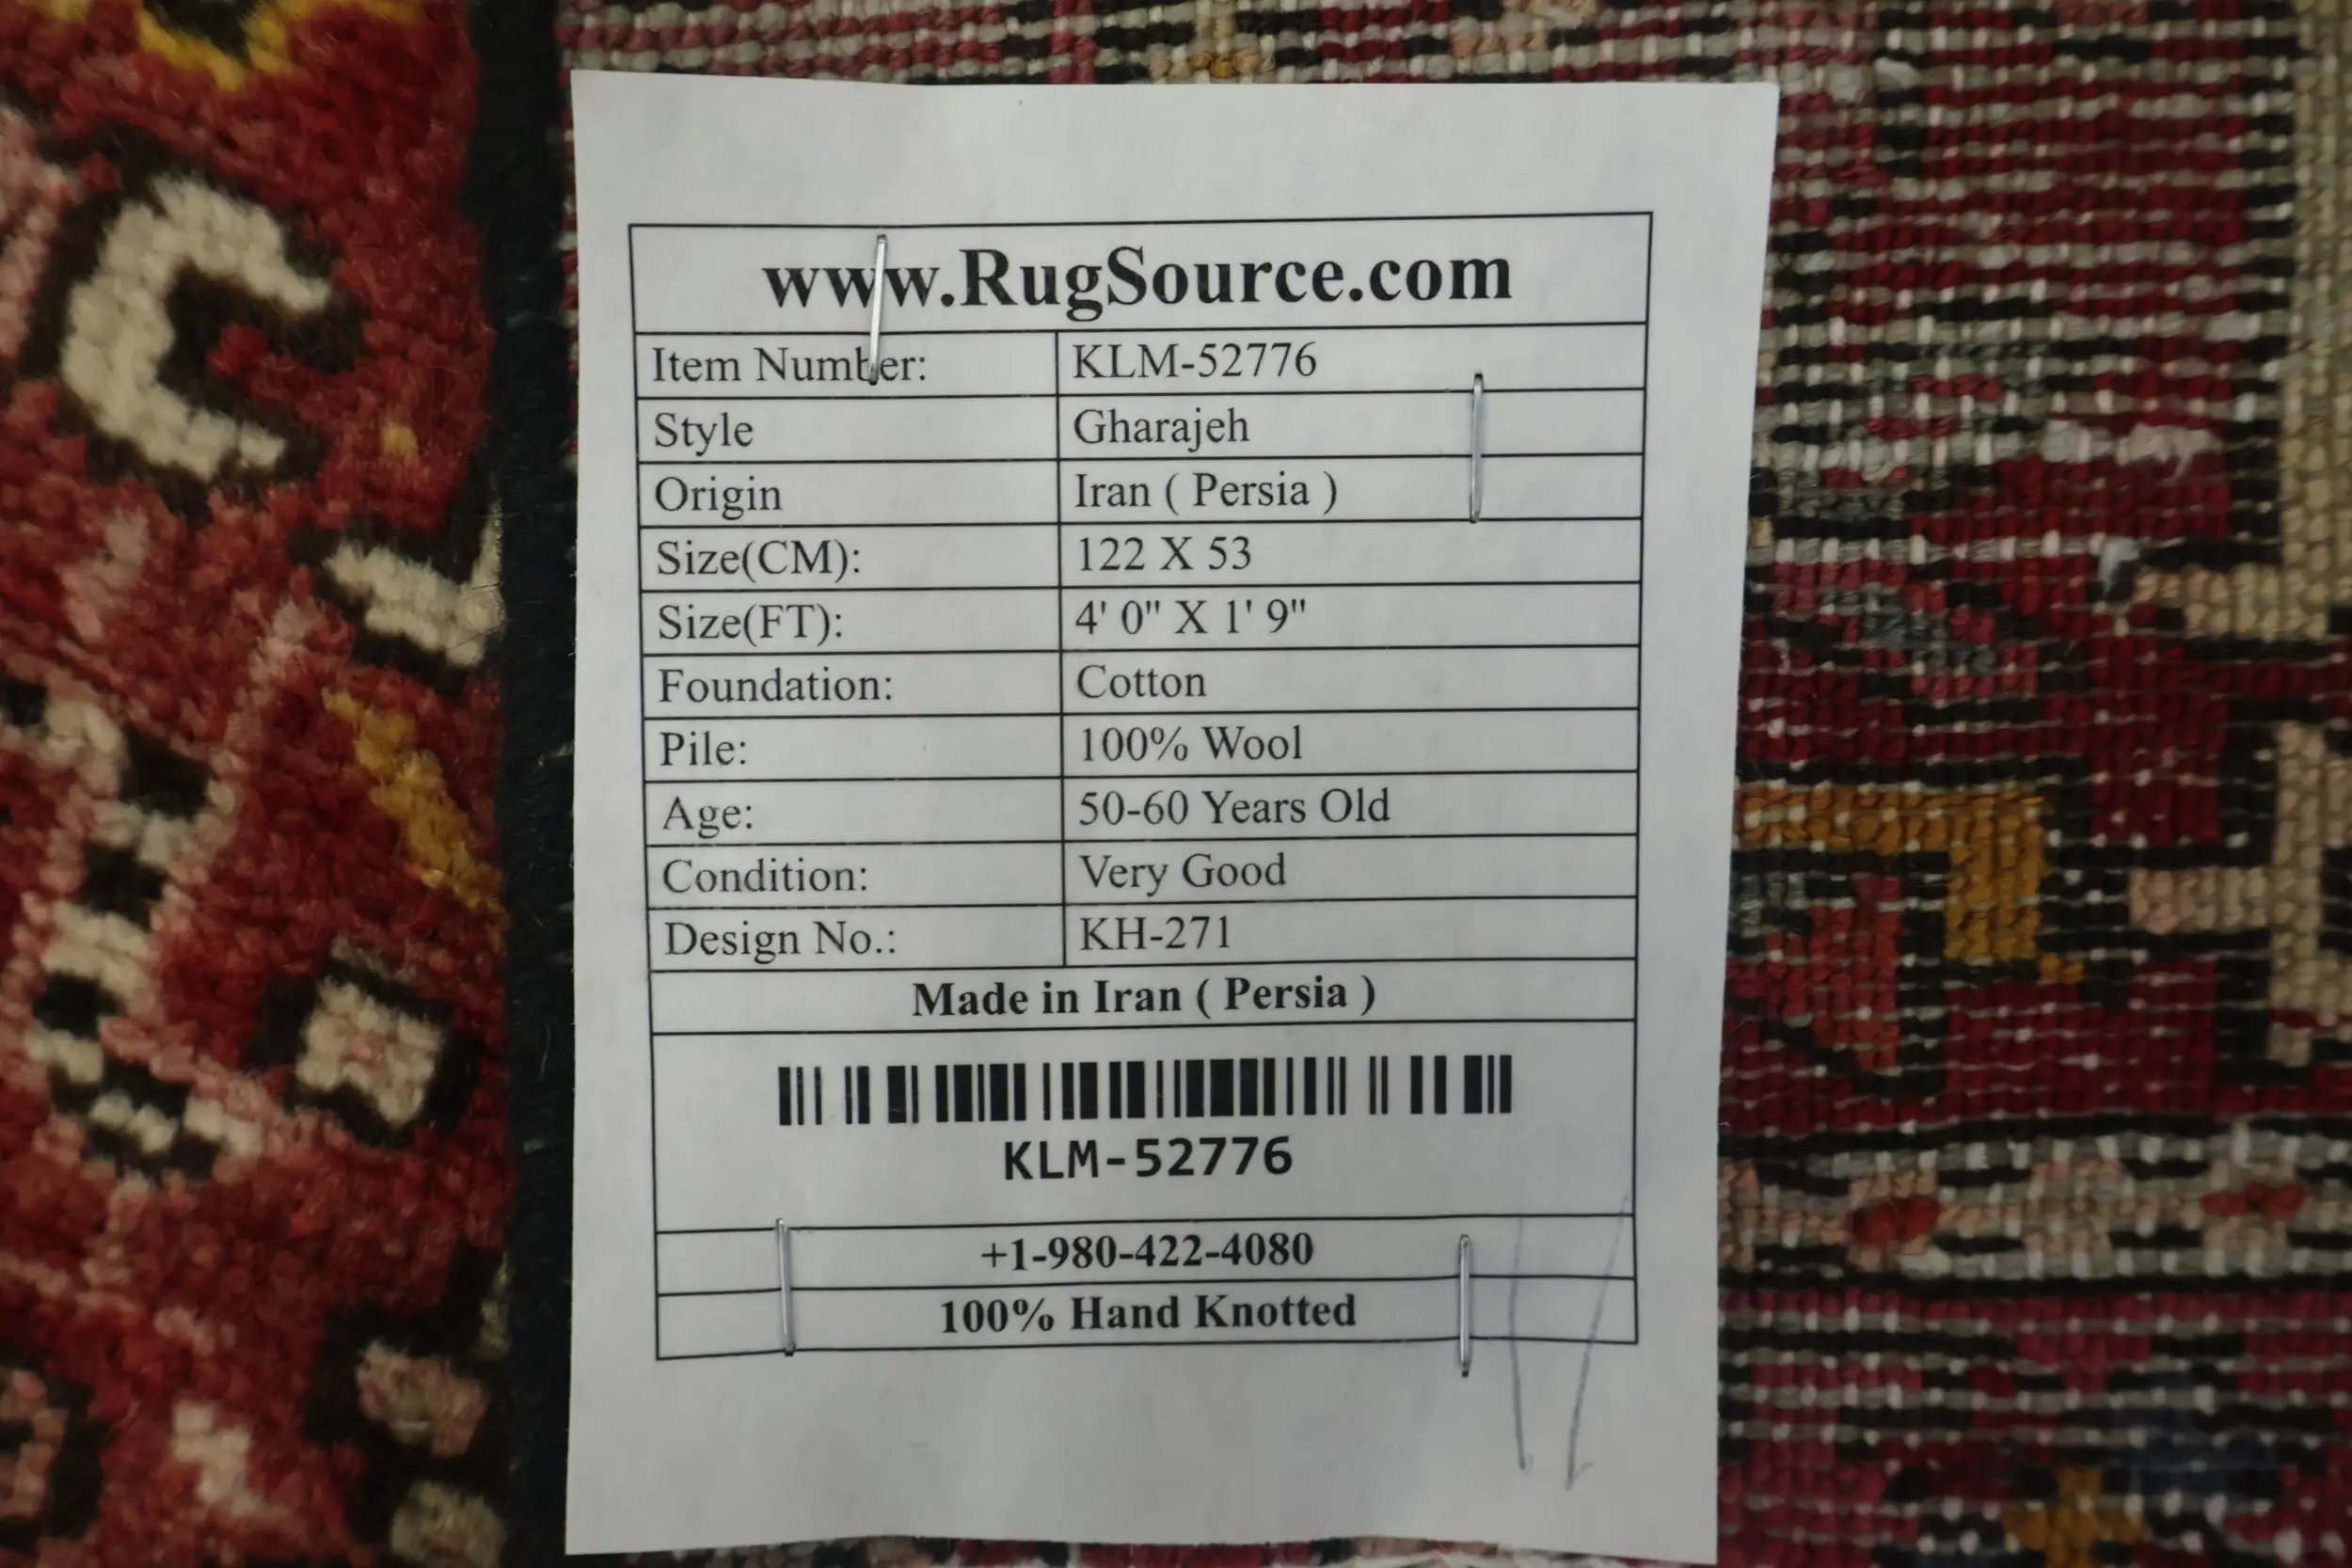 www.RugSource.com
Item Number: KLM-52776
Style Gharajeh
Origin Iran ( Persia )
Size(CM): 122 X 53
Size(FT): 4' 0" X 1' 9"
Foundation: Cotton
Pile: 100% Wool
Age: 50-60 Years Old
Condition: Very Good
Design No.: KH-271
Made in Iran ( Persia )
KLM-52776
+1-980-422-4080
100% Hand Knotted